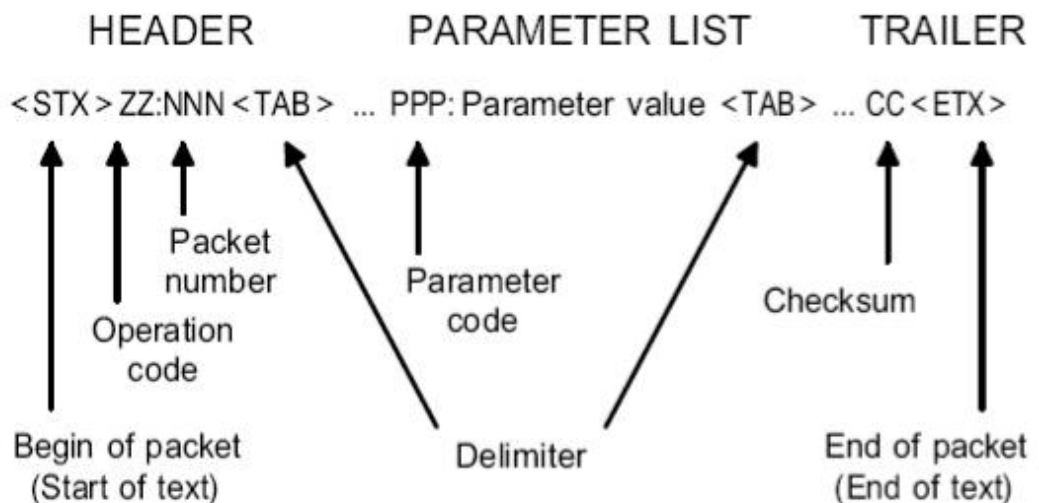 HEADER PARAMETER LIST TRAILER
<STX>ZZ:NNN<TAB> ... PPP: Parameter value <TAB> ... CC<ETX>
Packet
number
Parameter
code
Checksum
Operation
code
Begin of packet
(Start of text)
Delimiter
End of packet
(End of text)